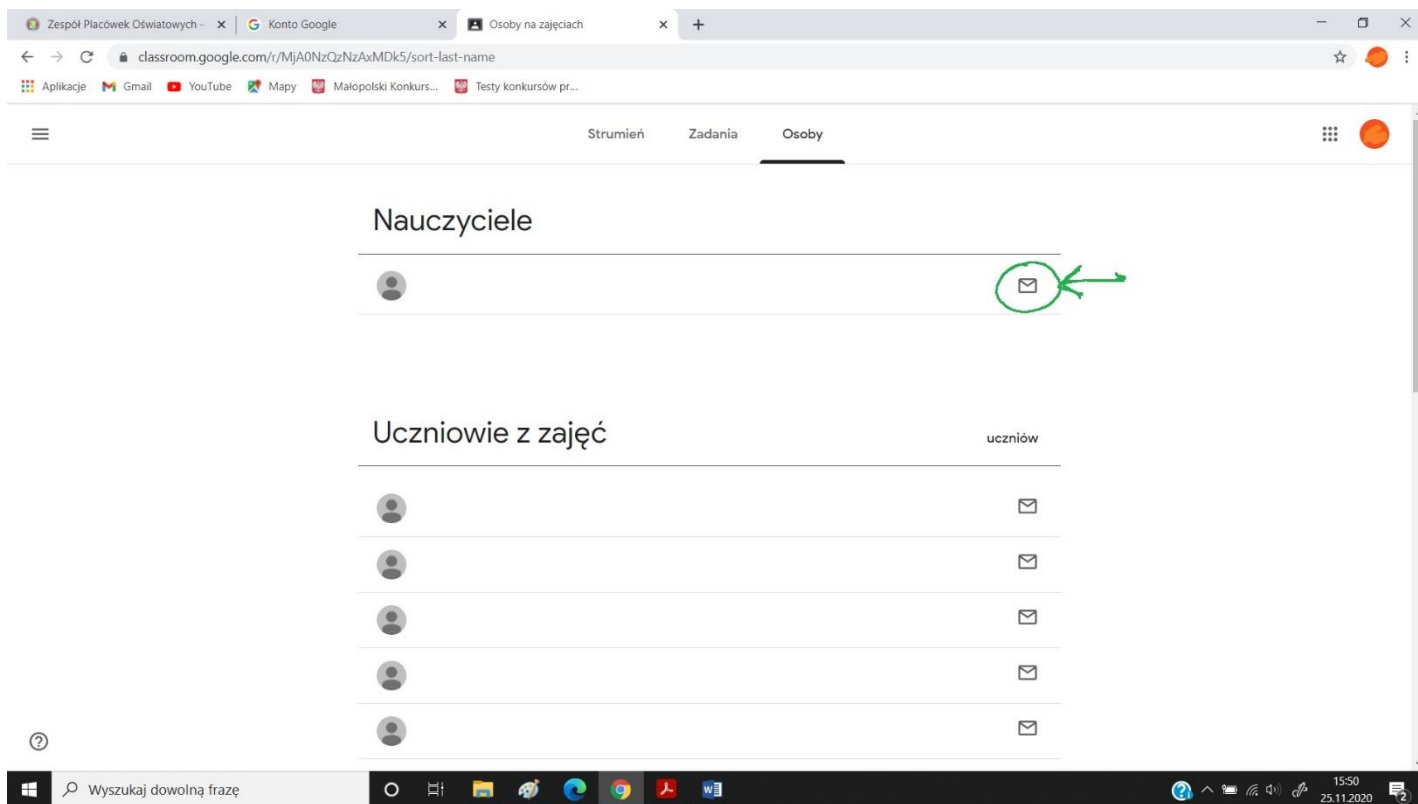 Zespół Placówek Oświatowych –
Konto Google
Osoby na zajęciach
classroom.google.com/r/MjA0NzQzNzAxMDk5/sort-last-name
Aplikacje Gmail YouTube Mapy Małopolski Konkurs... Testy konkursów pr...
Strumień Zadania Osoby
Nauczyciele
Uczniowie z zajęć
uczniów
Wyszukaj dowolną frazę
15:50
25.11.2020
2